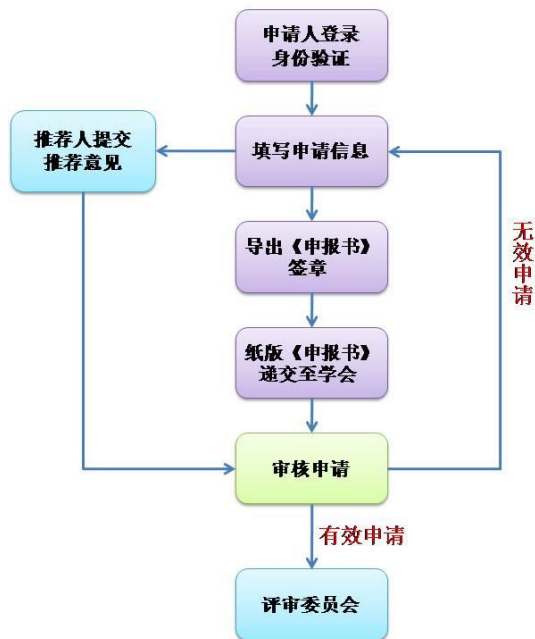 申请人登录
身份验证
推荐人提交
推荐意见
填写申请信息
导出《申报书》
签章
无效申请
纸版《申报书》
递交至学会
审核申请
有效申请
评审委员会